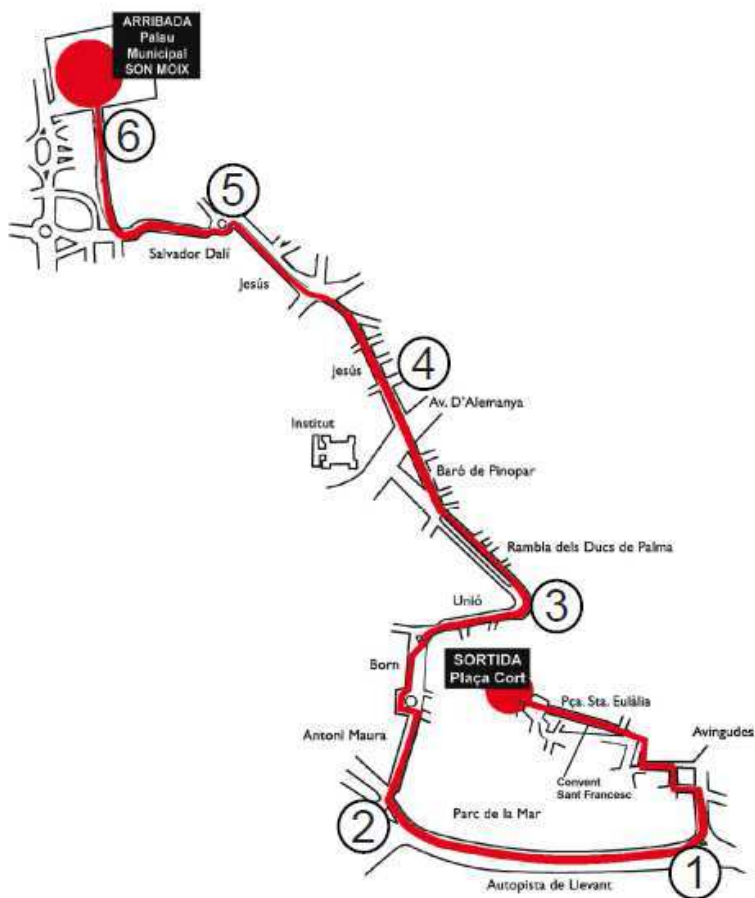 ARRIBADA
Palau
Municipal
SON MOIX
6
5
Salvador Dalí
Jesús
4
Jesús
Av. D'Alemanya
Institut
Baró de Pinopar
Rambla dels Ducs de Palma
Unió
3
Born
SORTIDA
Plaça Cort
Pça. Sta. Eulàlia
Antoni Maura
Avingudes
Convent
Sant Francesc
Parc de la Mar
2
1
Autopista de Llevant